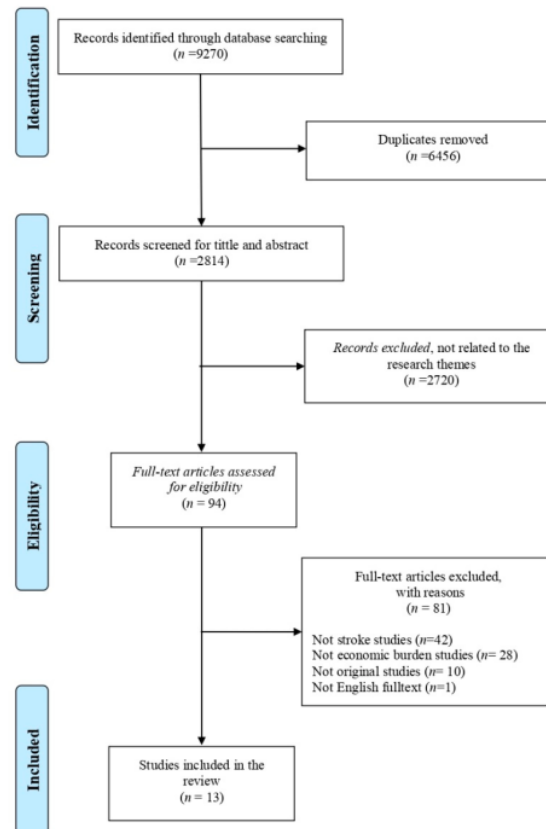 Identification
Records identified through database searching
(n =9270)
Duplicates removed
(n =6456)
Screening
Records screened for tittle and abstract
(n =2814)
Records excluded, not related to the
research themes
(n =2720)
Eligibility
Full-text articles assessed
for eligibility
(n = 94)
Full-text articles excluded,
with reasons
(n = 81)
Not stroke studies (n=42)
Not economic burden studies (n= 28)
Not original studies (n= 10)
Not English fulltext (n=1)
Included
Studies included in the
review
(n = 13)